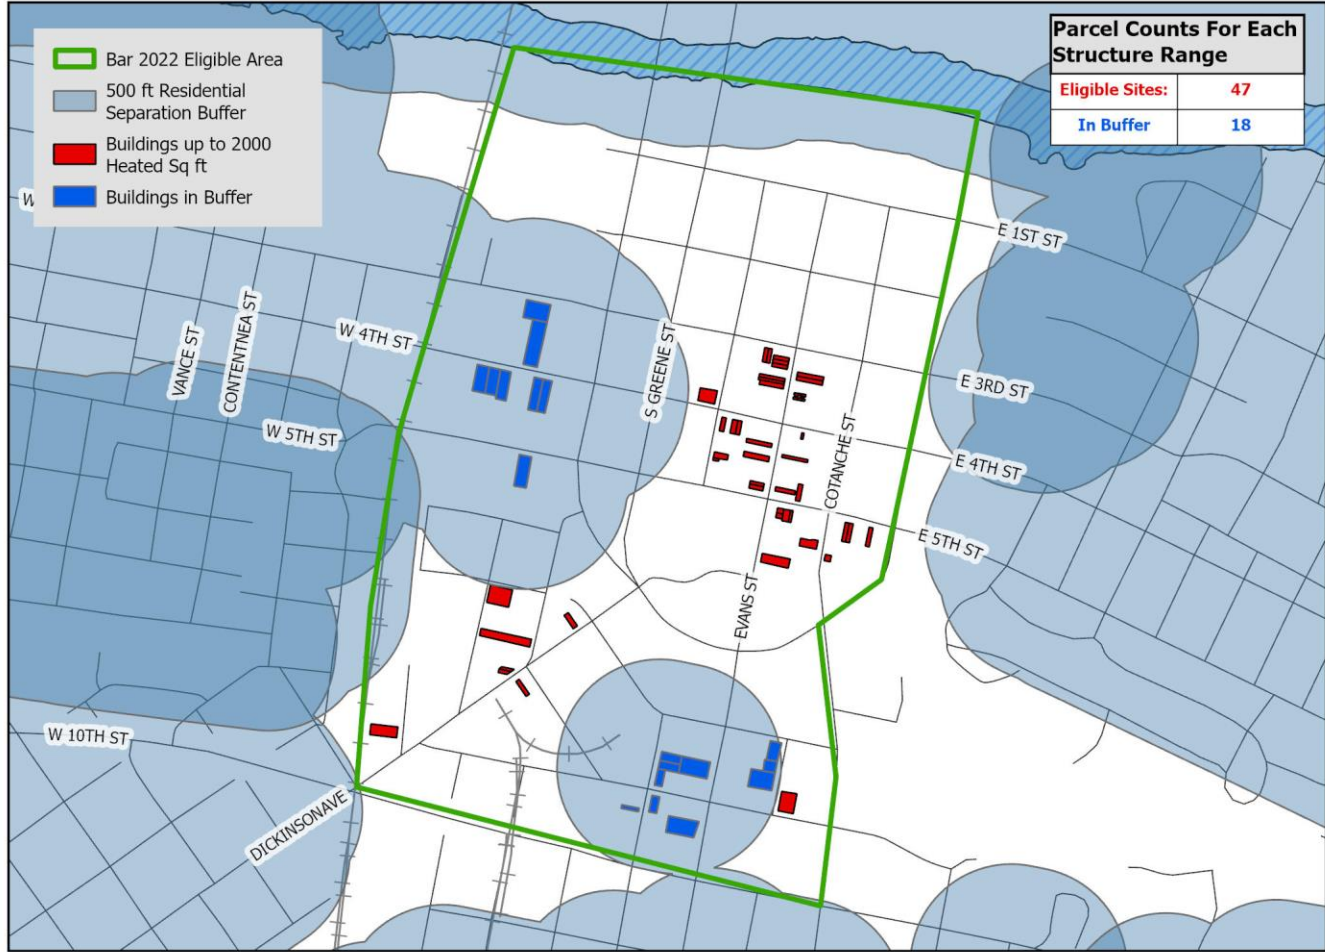 Bar 2022 Eligible Area
500 ft Residential
Separation Buffer
Buildings up to 2000
Heated Sq ft
Buildings in Buffer
Parcel Counts For Each
Structure Range
Eligible Sites: 47
In Buffer 18
W
E 1ST ST
VANCE ST
CONTENTNEA ST
W 4TH ST
S GREENE ST
E 3RD ST
W 5TH ST
COTANCHE ST
E 4TH ST
E 5TH ST
EVANS ST
W 10TH ST
DICKINSONAVE